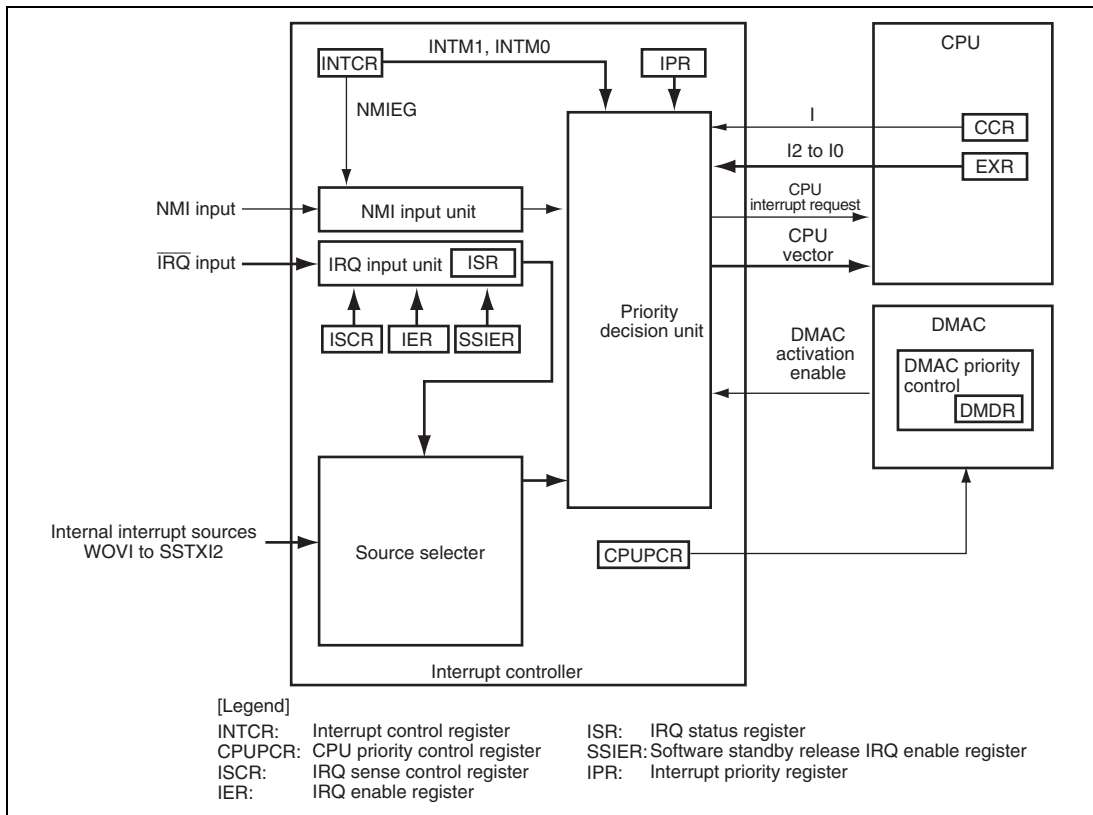 INTM1, INTM0
CPU
INTCR
IPR
NMIEG
I
CCR
I2 to I0
EXR
CPU
interrupt request
NMI input
NMI input unit
CPU
vector
IRQ input
IRQ input unit
ISR
Priority
decision unit
ISCR
IER
SSIER
DMAC
DMAC
activation
enable
DMAC priority
control
DMDR
Internal interrupt sources
WOVI to SSTXI2
Source selecter
CPUPCR
Interrupt controller
[Legend]
INTCR: Interrupt control register
CPUPCR: CPU priority control register
ISCR: IRQ sense control register
IER: IRQ enable register
ISR: IRQ status register
SSIER: Software standby release IRQ enable register
IPR: Interrupt priority register